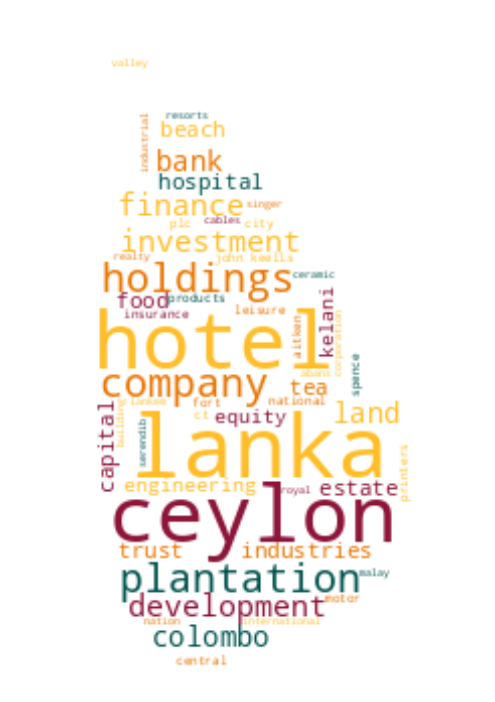 valley
resorts
industrial
beach
bank
hospital
finance singer
cables
plc city
investment
realty john keells
holdings ceramic
food products
insurance leisure
kelani
hotel
aitken
corporation
abans
spence
company tea
building
lankem fort national
capital
ct equity land
serendib
lanka
printers
engineering royal estate
ceylon
trust industries
plantation malay
development motor
nation international
colombo
central